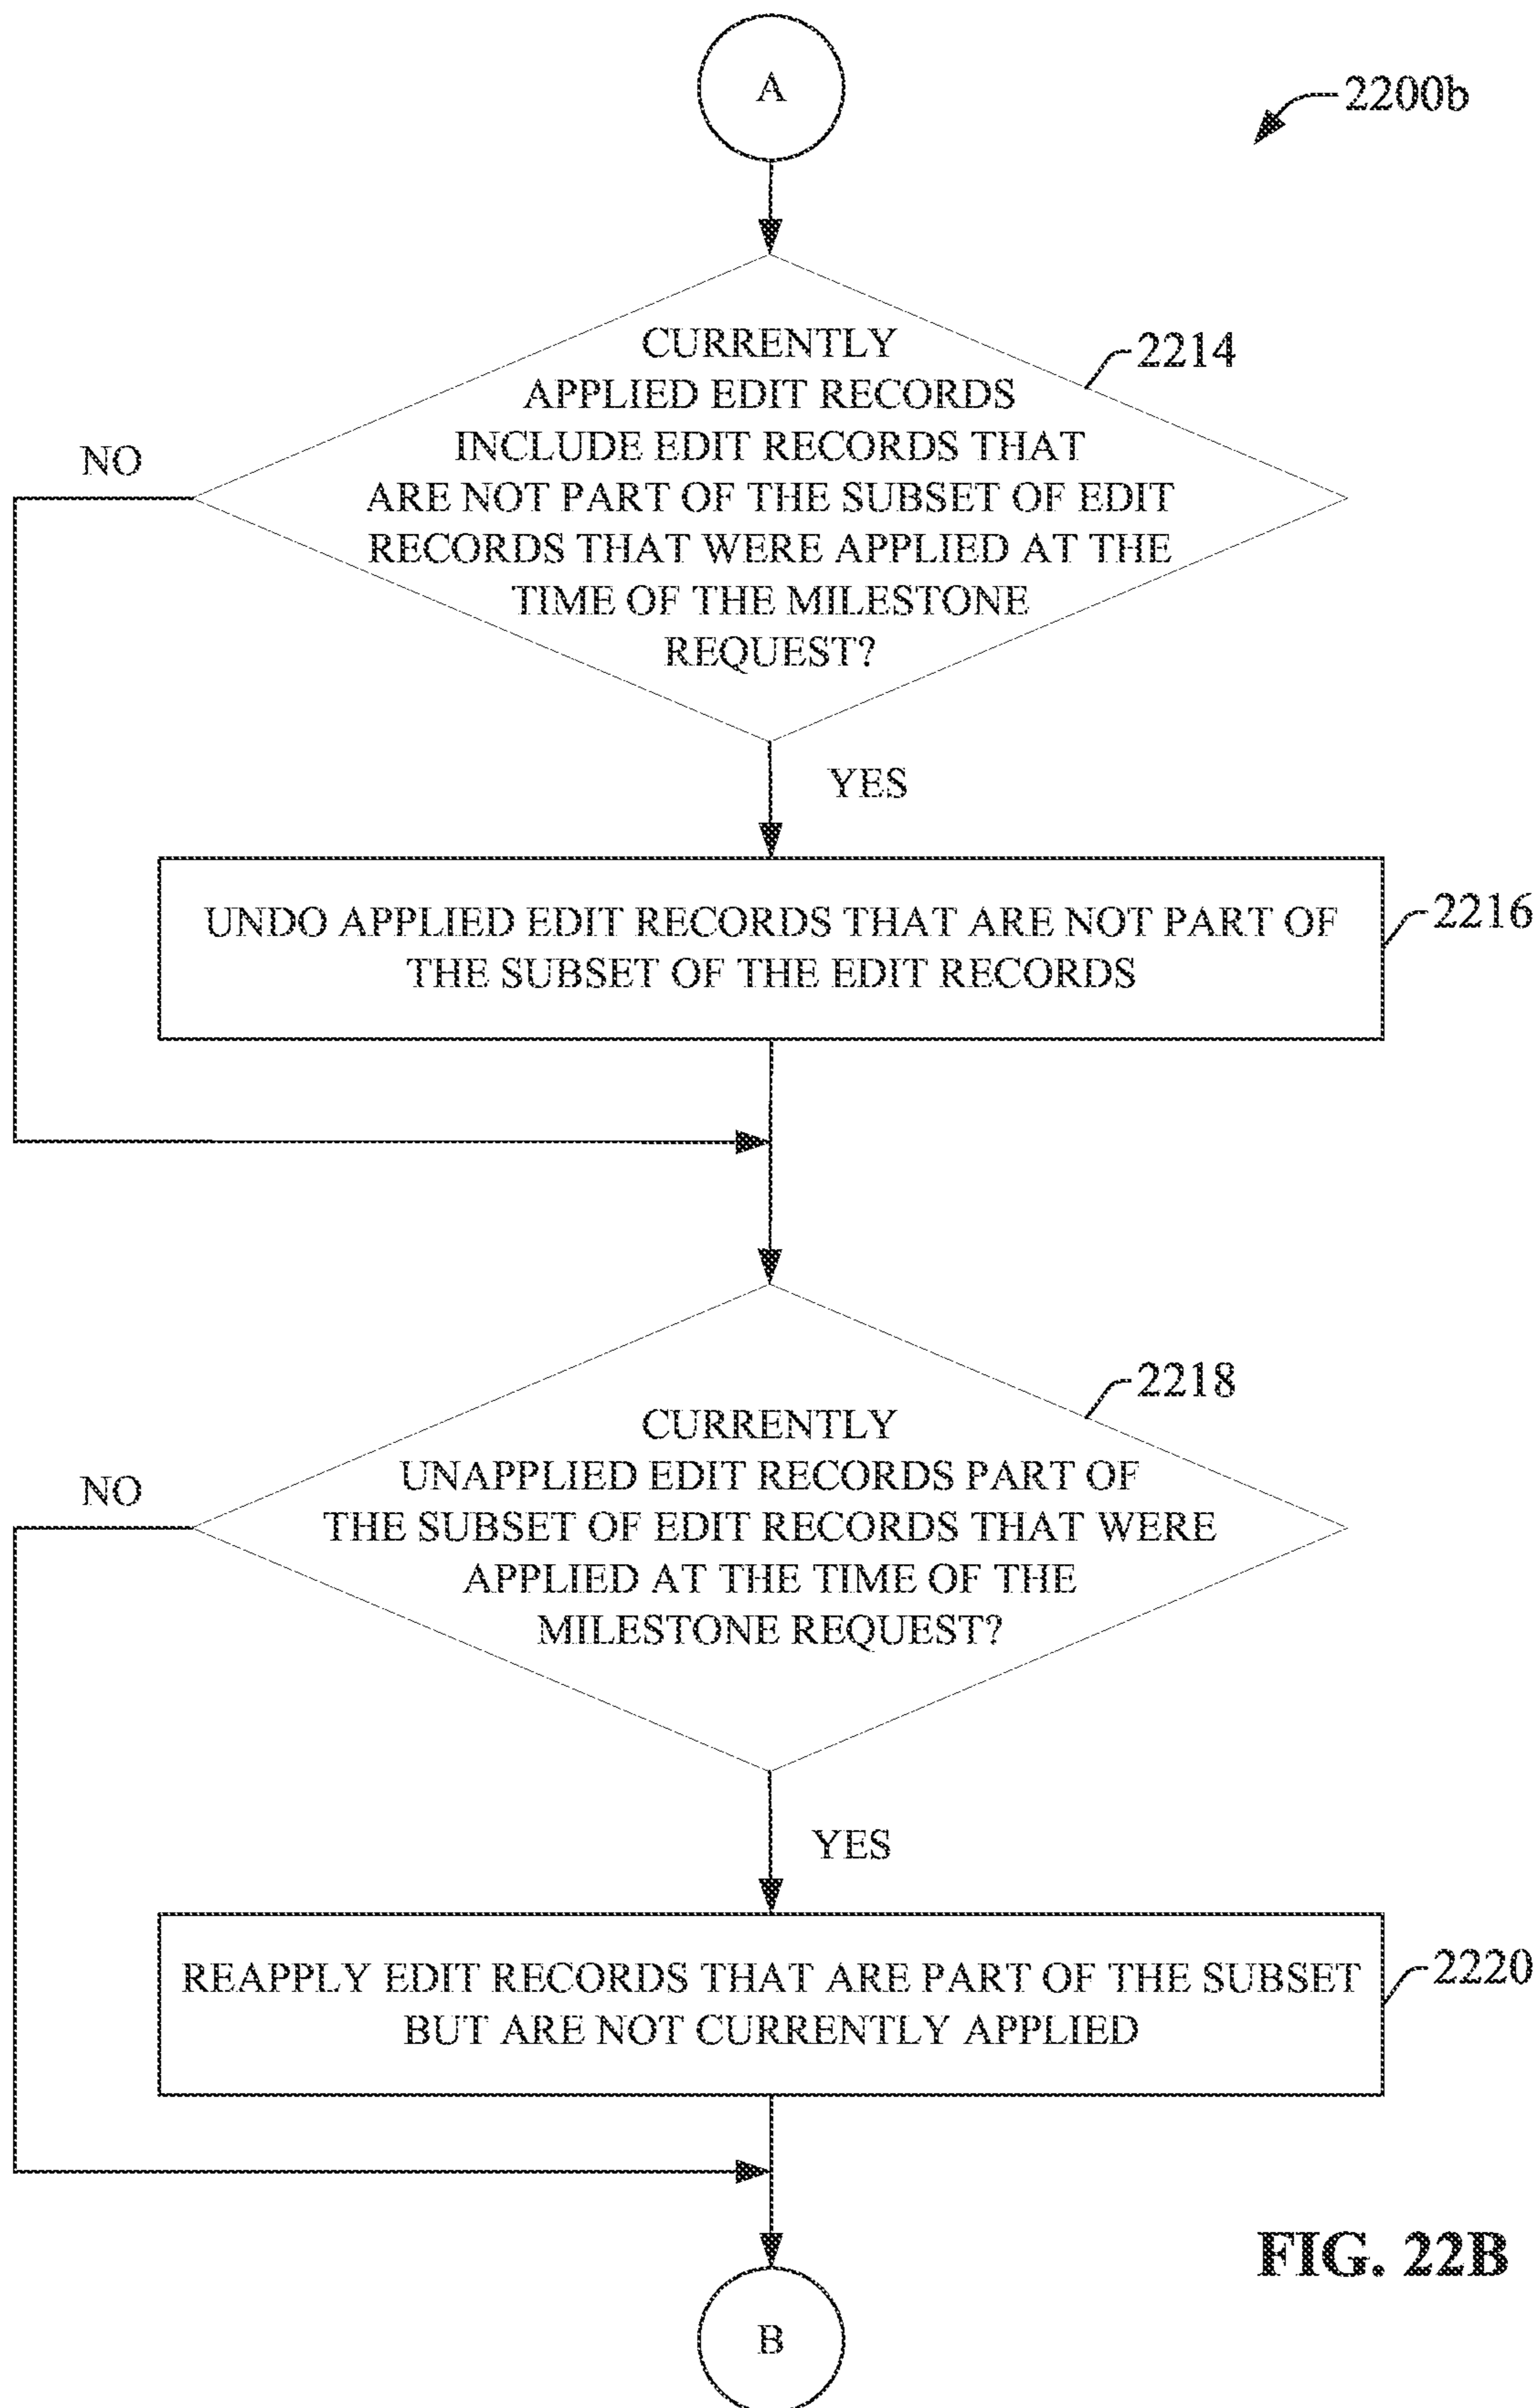 A
2200b
CURRENTLY
2214
APPLIED EDIT RECORDS
INCLUDE EDIT RECORDS THAT
NO
ARE NOT PART OF THE SUBSET OF EDIT
RECORDS THAT WERE APPLIED AT THE
TIME OF THE MILESTONE
REQUEST?
YES
UNDO APPLIED EDIT RECORDS THAT ARE NOT PART OF
2216
THE SUBSET OF THE EDIT RECORDS
2218
CURRENTLY
UNAPPLIED EDIT RECORDS PART OF
NO
THE SUBSET OF EDIT RECORDS THAT WERE
APPLIED AT THE TIME OF THE
MILESTONE REQUEST?
YES
REAPPLY EDIT RECORDS THAT ARE PART OF THE SUBSET
2220
BUT ARE NOT CURRENTLY APPLIED
FIG. 22B
B